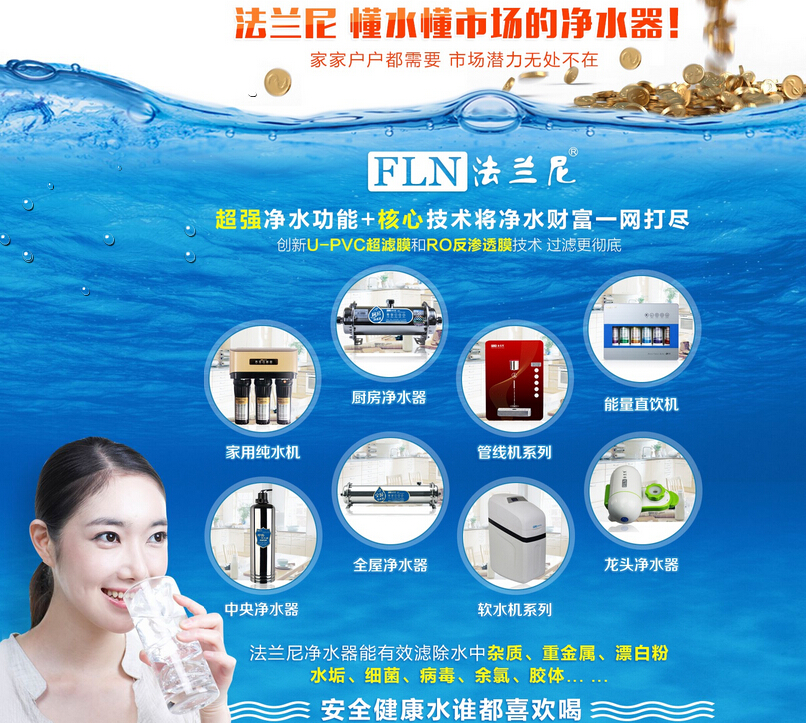 法兰尼 懂水懂市场的净水器!
家家户户都需要 市场潜力无处不在
FLN 法兰尼®
超强净水功能+核心技术将净水财富一网打尽
创新U-PVC超滤膜和RO反渗透膜技术 过滤更彻底
厨房净水器
能量直饮机
家用纯水机
管线机系列
全屋净水器
龙头净水器
中央净水器
软水机系列
法兰尼净水器能有效滤除水中杂质、重金属、漂白粉
水垢、细菌、病毒、余氯、胶体... ...
安全健康水谁都喜欢喝